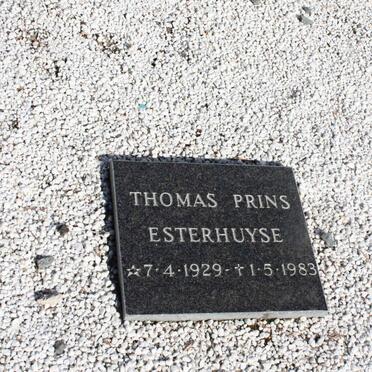 THOMAS PRINS
ESTERHUYSE
☆7·4·1929-✝1·5·1983